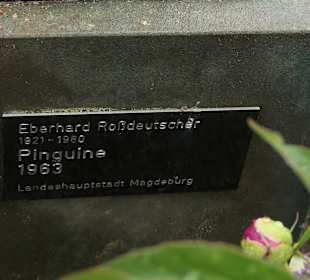 Eberhard Roßdeutscher
1921-1980
Pinguine
1963
Landeshauptstadt Magdeburg